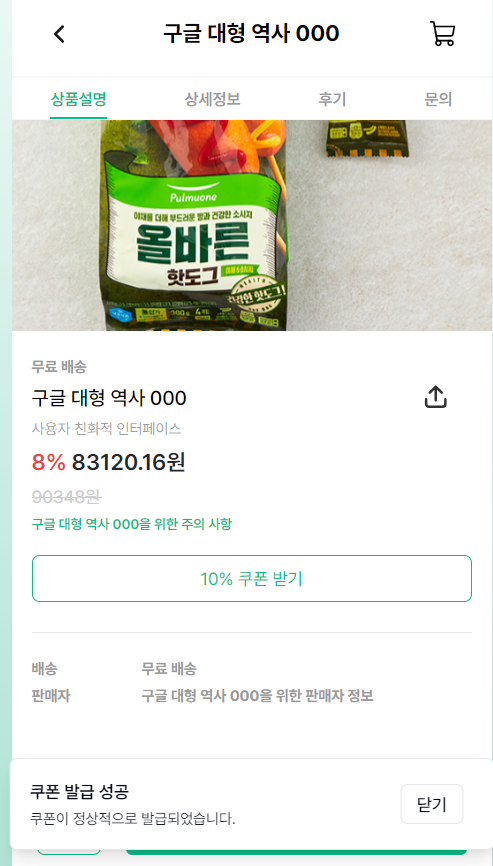 구글 대형 역사 000
상품설명 상세정보 후기 문의
Pulmuone
야채를 더해 부드러운 빵과 건강한 소시지
올바른
핫도그
건강한 핫도그!
무료 배송
구글 대형 역사 000
사용자 친화적 인터페이스
8% 83120.16원
90348원
구글 대형 역사 000을 위한 주의 사항
10% 쿠폰 받기
배송 무료 배송
판매자 구글 대형 역사 000을 위한 판매자 정보
쿠폰 발급 성공
쿠폰이 정상적으로 발급되었습니다.
닫기